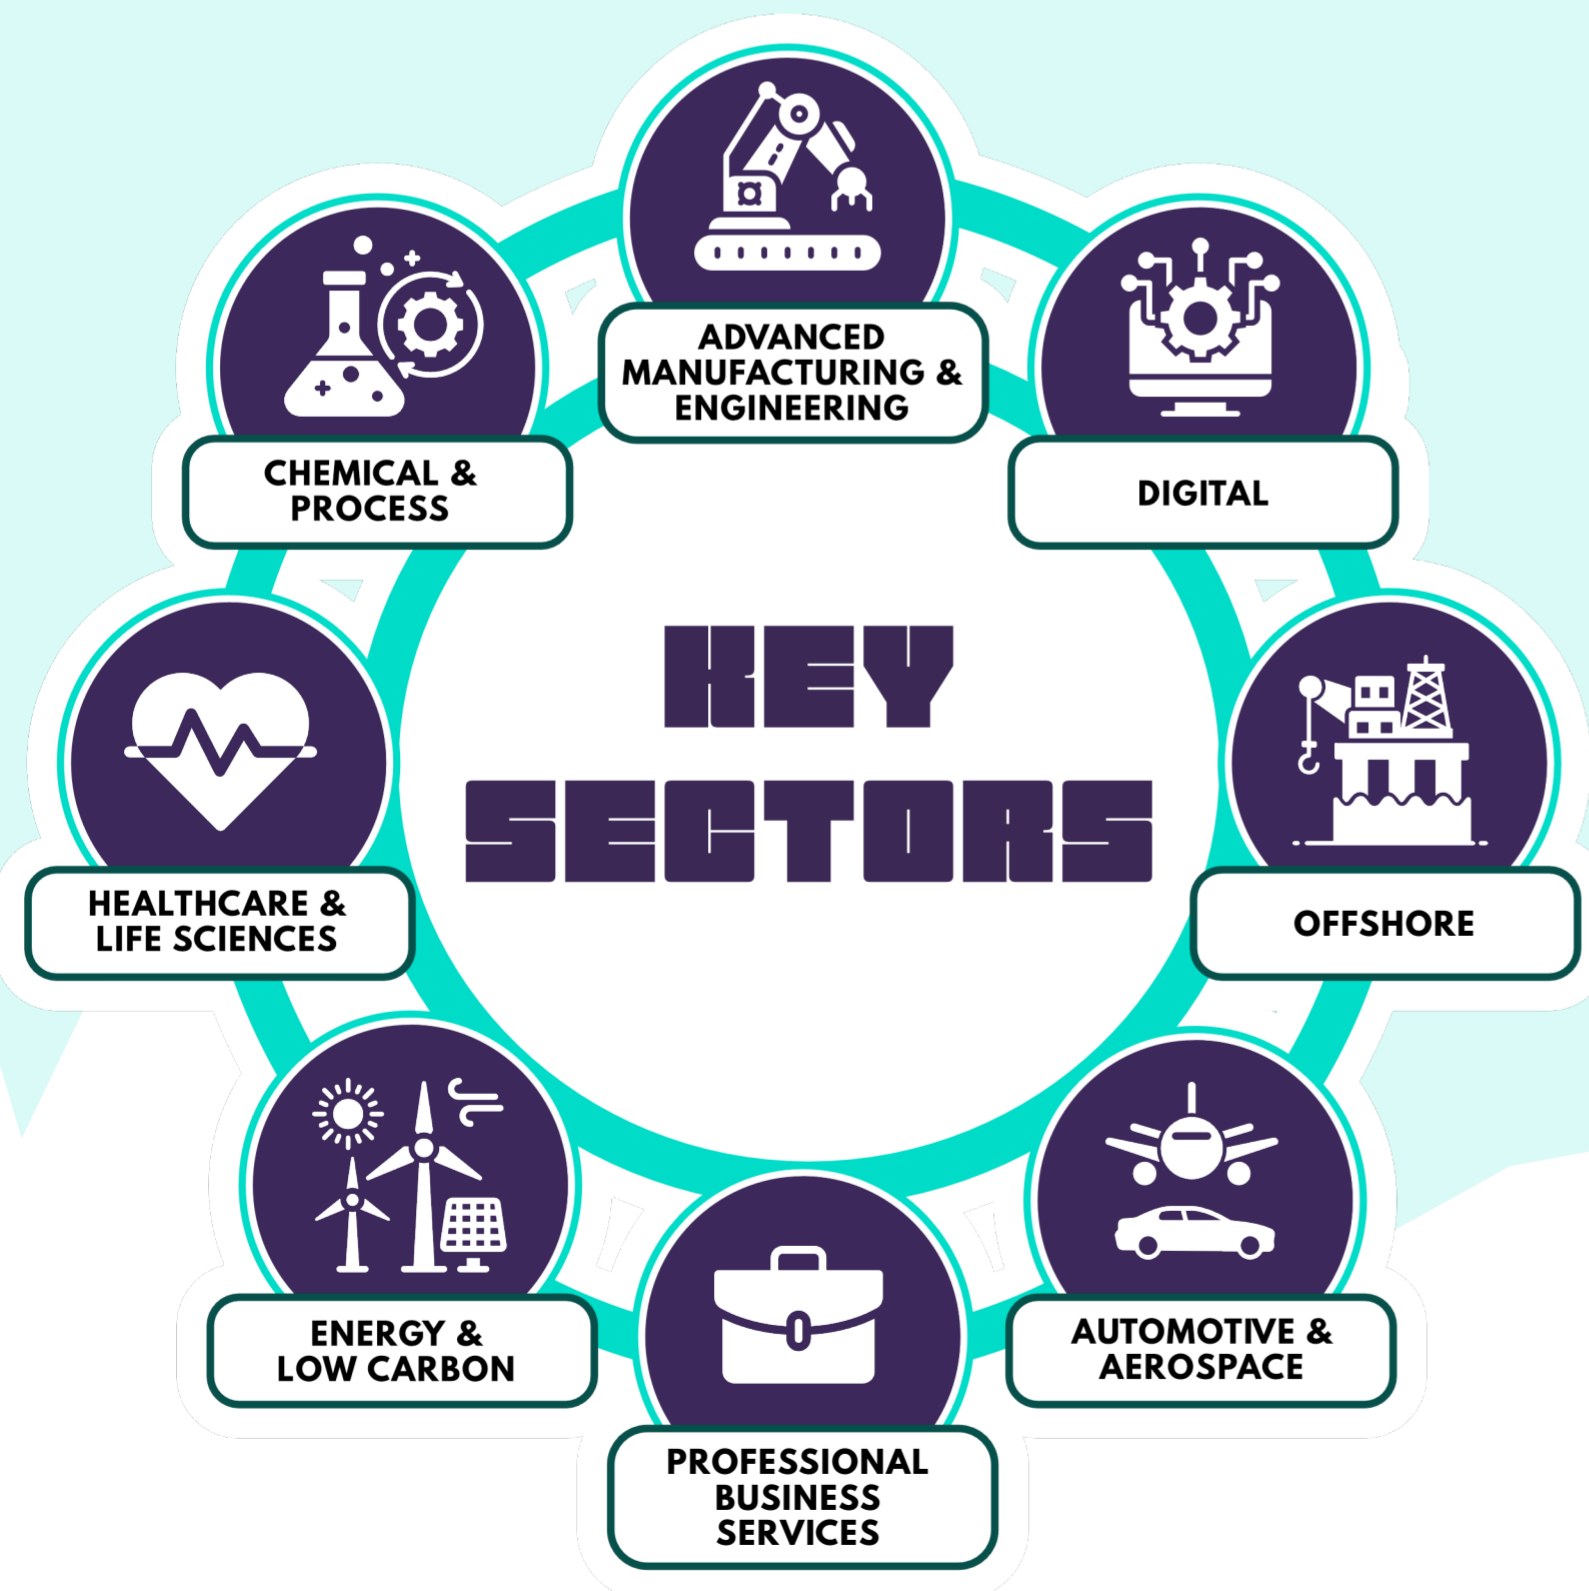 ADVANCED
MANUFACTURING &
ENGINEERING
CHEMICAL &
PROCESS
DIGITAL
KEY
SECTORS
HEALTHCARE &
LIFE SCIENCES
OFFSHORE
ENERGY &
LOW CARBON
AUTOMOTIVE &
AEROSPACE
PROFESSIONAL
BUSINESS
SERVICES